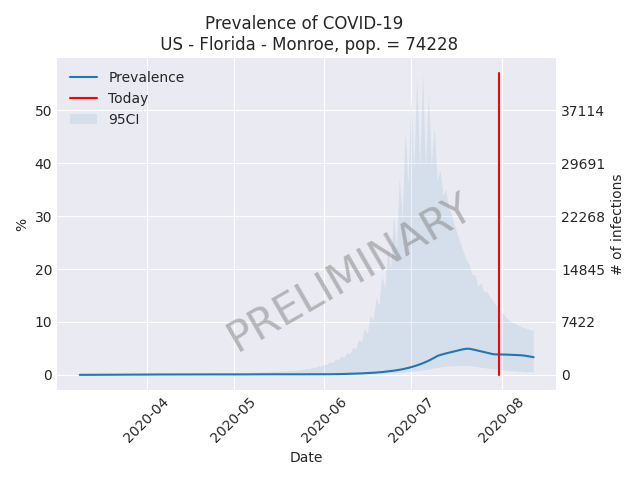 Prevalence of COVID-19
US - Florida - Monroe, pop. = 74228
Prevalence
Today
95CI
50
40
30
20
10
0
%
37114
29691
22268
14845
7422
0
# of infections
PRELIMINARY
2020-04
2020-05
2020-06
2020-07
2020-08
Date